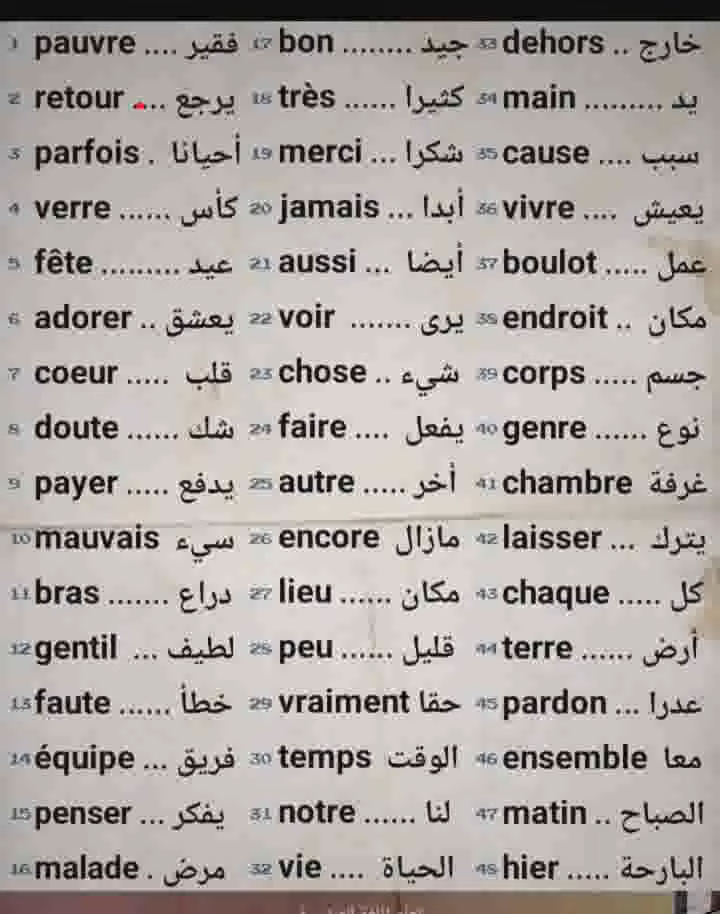 1 pauvre .... فقير
2 retour .... يرجع
3 parfois . أحيانا
4 verre ...... كأس
5 fête ......... عيد
6 adorer .. يعشق
7 coeur ..... قلب
8 doute ...... شك
9 payer ..... يدفع
10 mauvais سيء
11 bras ....... دراع
12 gentil ... لطيف
13 faute ...... خطأ
14 équipe ... فريق
15 penser ... يفكر
16 malade . مرض
17 bon ........ جيد
18 très ...... كثيرا
19 merci ... شكرا
20 jamais ... أبدا
21 aussi ... أيضا
22 voir ....... يرى
23 chose .. شيء
24 faire .... يفعل
25 autre ..... أخر
26 encore مازال
27 lieu ...... مكان
28 peu ...... قليل
29 vraiment حقا
30 temps الوقت
31 notre ...... لنا
32 vie .... الحياة
33 dehors .. خارج
34 main ......... يد
35 cause .... سبب
36 vivre .... يعيش
37 boulot ..... عمل
38 endroit .. مكان
39 corps ..... جسم
40 genre ...... نوع
41 chambre غرفة
42 laisser ... يترك
43 chaque ..... كل
44 terre ...... أرض
45 pardon ... عدرا
46 ensemble معا
47 matin .. الصباح
48 hier ..... البارحة